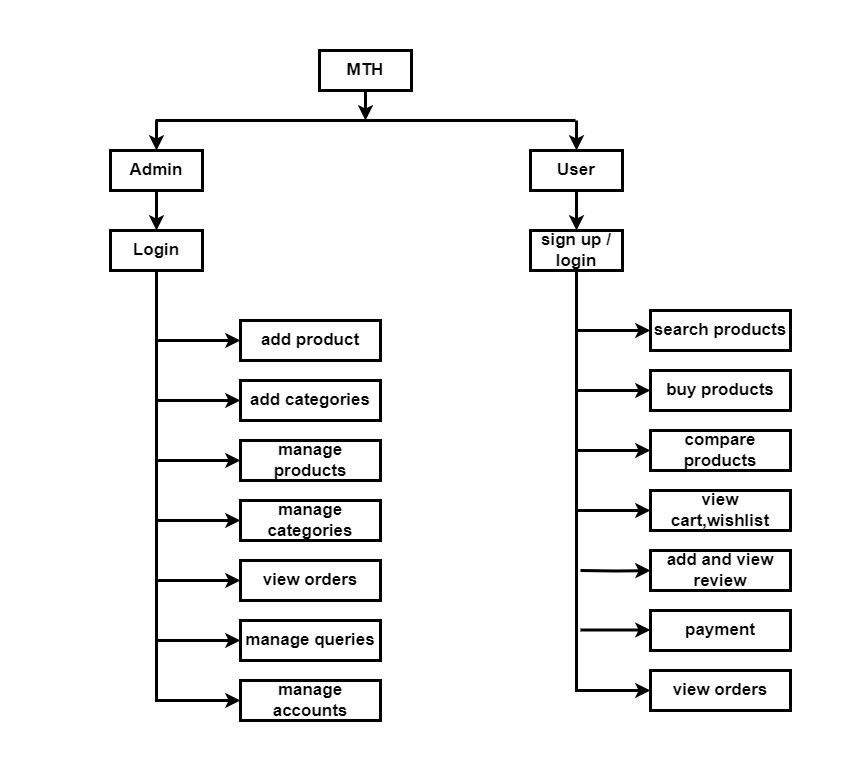 MTH
Admin
User
Login
sign up /
login
add product
add categories
manage
products
manage
categories
view orders
manage queries
manage
accounts
search products
buy products
compare
products
view
cart,wishlist
add and view
review
payment
view orders